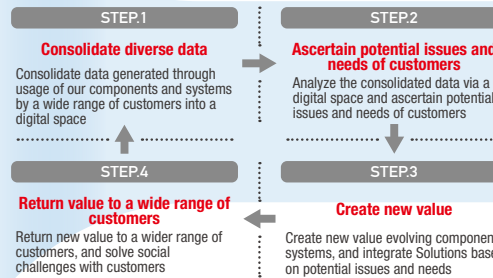 STEP.1
Consolidate diverse data
Consolidate data generated through
usage of our components and systems
by a wide range of customers into a
digital space
STEP.2
Ascertain potential issues and
needs of customers
Analyze the consolidated data via a
digital space and ascertain potential
issues and needs of customers
STEP.4
Return value to a wide range of
customers
Return new value to a wider range of
customers, and solve social
challenges with customers
STEP.3
Create new value
Create new value evolving componen
systems, and integrate Solutions base
on potential issues and needs